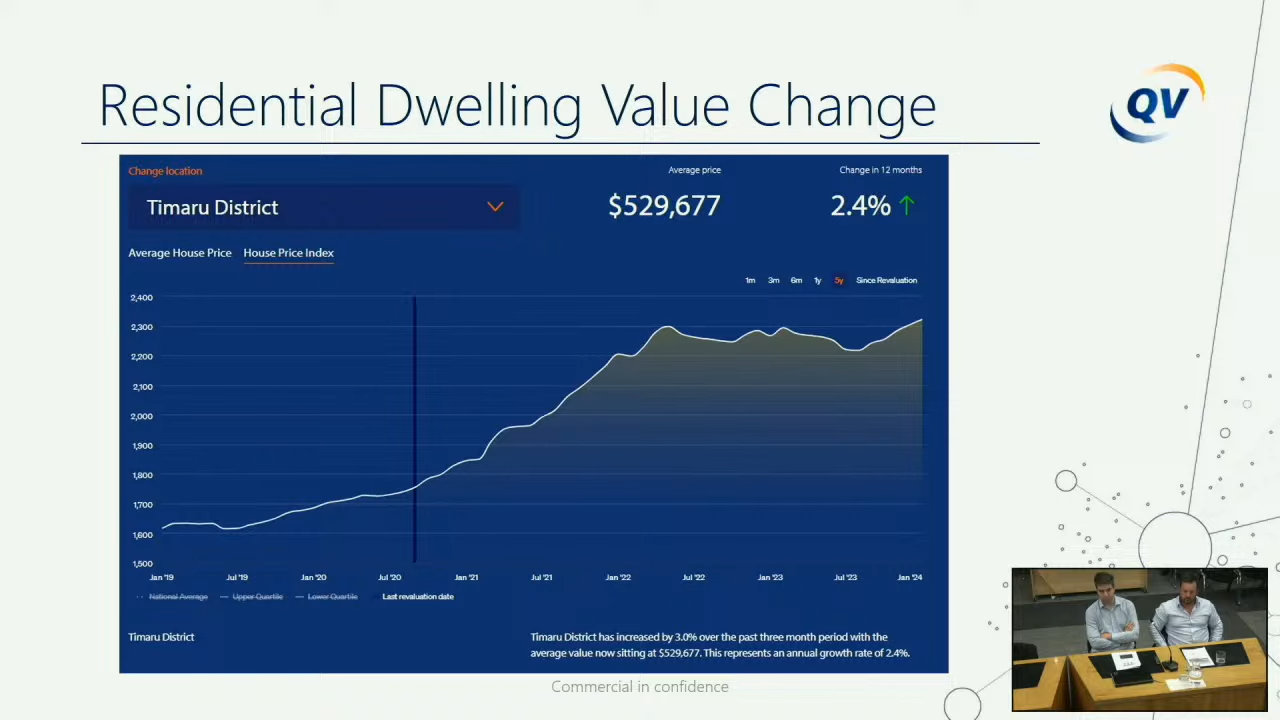 Residential Dwelling Value Change
QV
Change location
Average price
Change in 12 months
Timaru District
$529,677
2.4%
Average House Price
House Price Index
1m 3m 6m 1y 5y Since Revaluation
2,400
2,300
2,200
2,100
2,000
1,900
1,800
1,700
1,600
1,500
Jan '19 Jul '19 Jan '20 Jul '20 Jan '21 Jul '21 Jan '22 Jul '22 Jan '23 Jul '23 Jan '24
National Average Upper Quartile Lower Quartile Last revaluation date
Timaru District
Timaru District has increased by 3.0% over the past three month period with the
average value now sitting at $529,677. This represents an annual growth rate of 2.4%.
Commercial in confidence